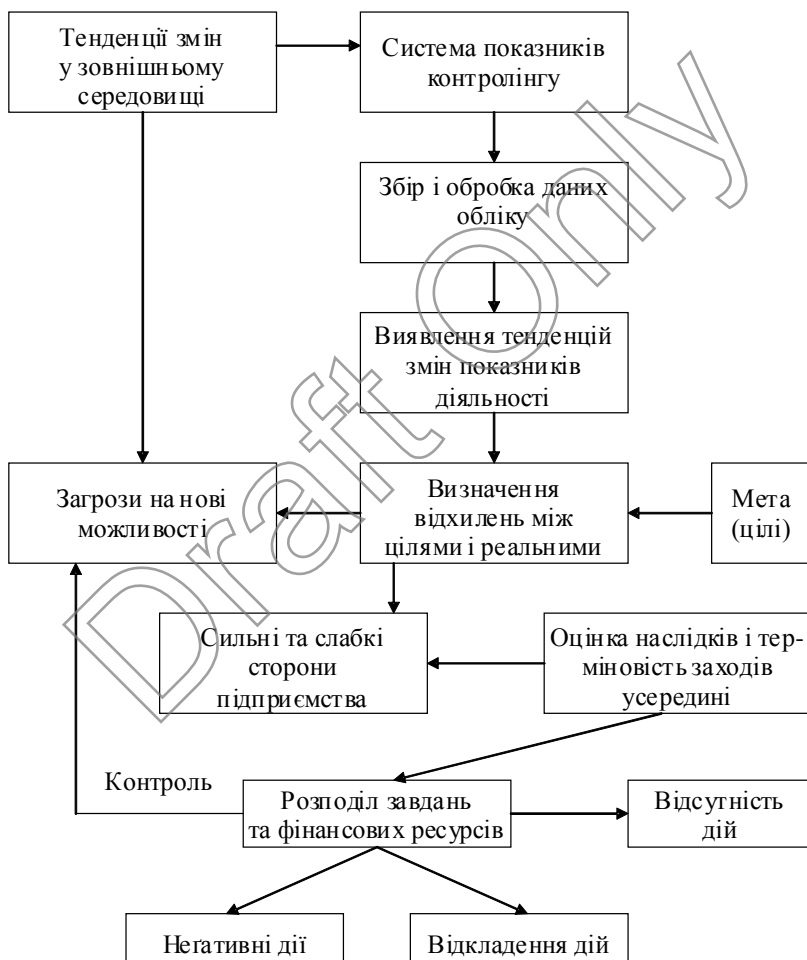 Тенденції змін
у зовнішньому
середовищі
Система показників
контролінгу
Збір і обробка даних
обліку
Виявлення тенденцій
змін показників
діяльності
Загрози на нові
можливості
Визначення
відхилень між
цілями і реальними
Мета
(цілі)
Сильні та слабкі
сторони
підприємства
Оцінка наслідків і тер-
міновість заходів
усередині
Контроль
Розподіл завдань
та фінансових ресурсів
Відсутність
дій
Негативні дії
Відкладення дій
Draft Only